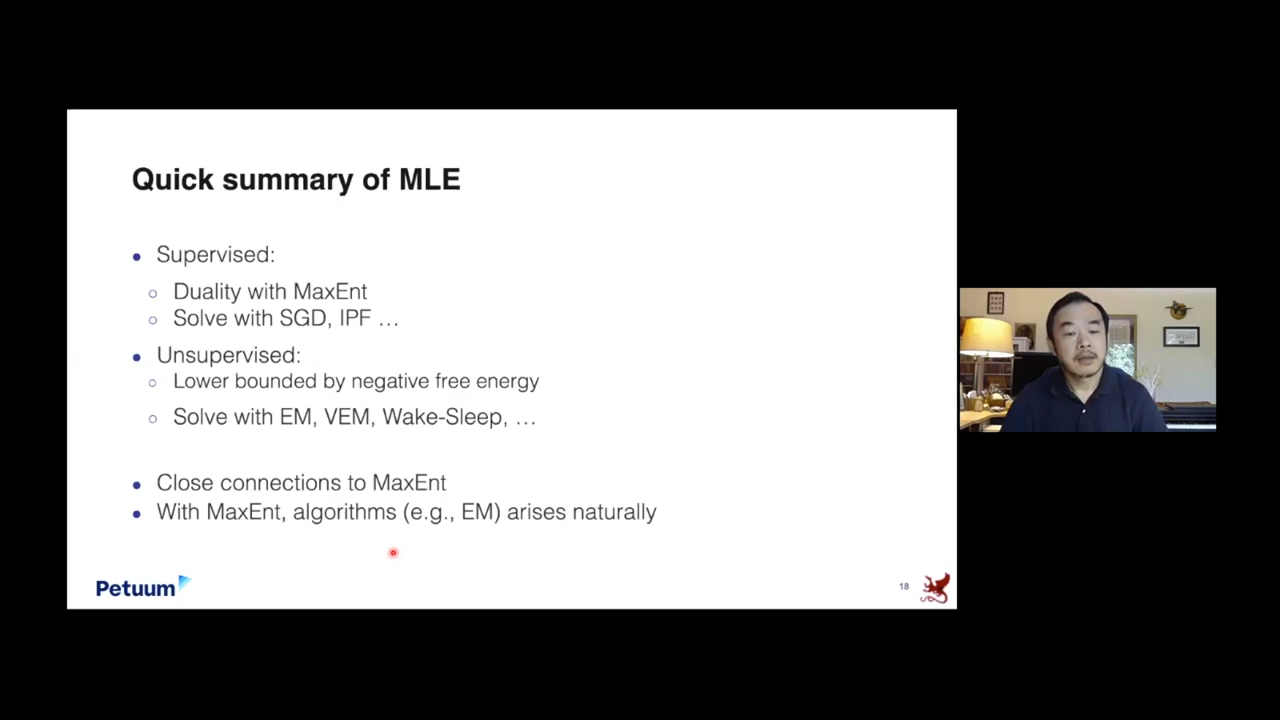 Quick summary of MLE
• Supervised:
○ Duality with MaxEnt
○ Solve with SGD, IPF …
• Unsupervised:
○ Lower bounded by negative free energy
○ Solve with EM, VEM, Wake-Sleep, …
• Close connections to MaxEnt
• With MaxEnt, algorithms (e.g., EM) arises naturally
Petuum
18